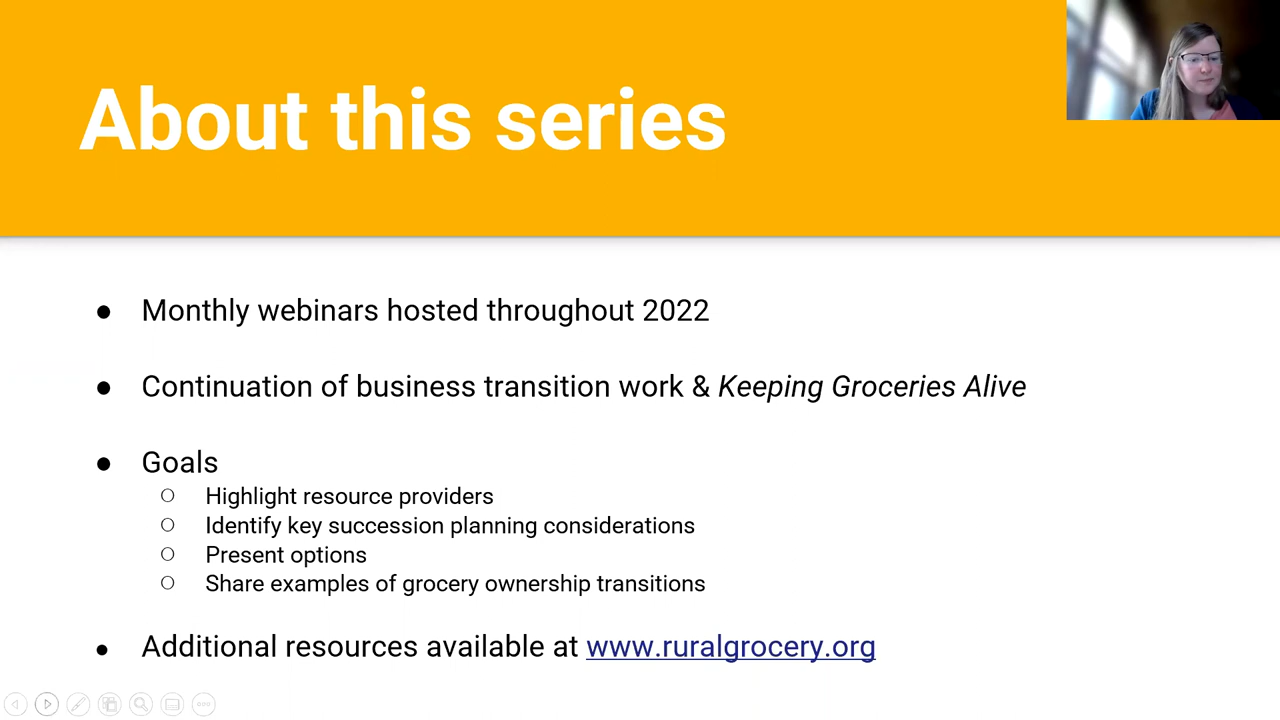 About this series
● Monthly webinars hosted throughout 2022
● Continuation of business transition work & Keeping Groceries Alive
● Goals
○ Highlight resource providers
○ Identify key succession planning considerations
○ Present options
○ Share examples of grocery ownership transitions
● Additional resources available at www.ruralgrocery.org